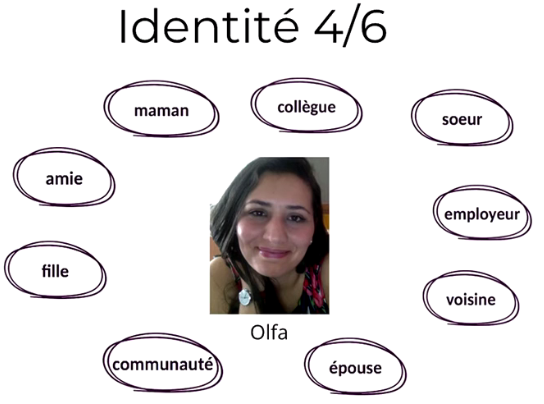 Identité 4/6
maman
collègue
soeur
amie
employeur
fille
voisine
Olfa
communauté
épouse